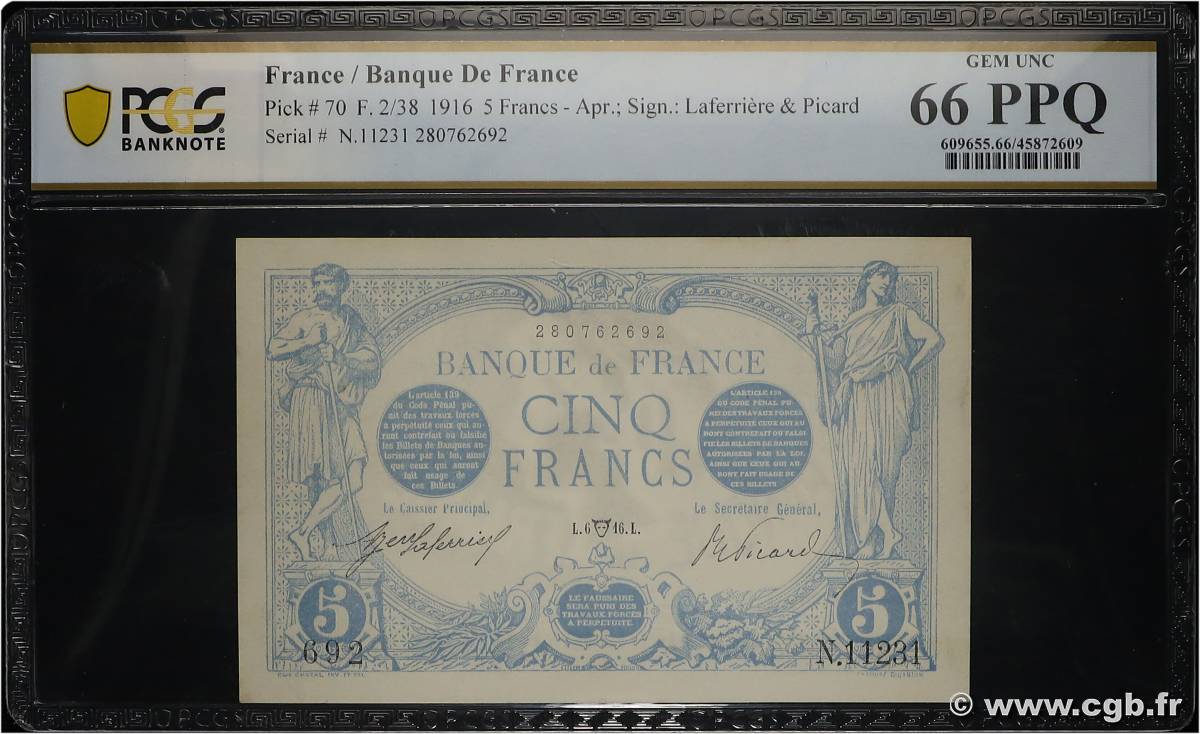 France / Banque De France
Pick # 70 F. 2/38 1916 5 Francs - Apr.; Sign.: Laferrière & Picard
Serial # N.11231 280762692
PCGS
BANKNOTE
GEM UNC
66 PPQ
609655.66/45872609
280762692
BANQUE de FRANCE
CINQ
FRANCS
L'article 139
du Code Pénal pu-
nit des travaux forcés
à perpétuité ceux qui au-
ront contrefait ou falsifié
les Billets de Banques au-
torisées par la loi, ainsi
que ceux qui auront
fait usage de
ces Billets.
L'ARTICLE 139
DU CODE PÉNAL PU-
NIT DES TRAVAUX FORCÉS
A PERPÉTUITÉ CEUX QUI AU
RONT CONTREFAIT OU FALSI
FIÉ LES BILLETS DE BANQUES
AUTORISÉES PAR LA LOI,
AINSI QUE CEUX QUI AU
RONT FAIT USAGE DE
CES BILLETS
Le Caissier Principal,
Le Secrétaire Général,
L.6 16.L.
LE FAUSSAIRE
SERA PUNI DES
TRAVAUX FORCÉS
A PERPÉTUITÉ
5
5
692
N.11231
© www.cgb.fr